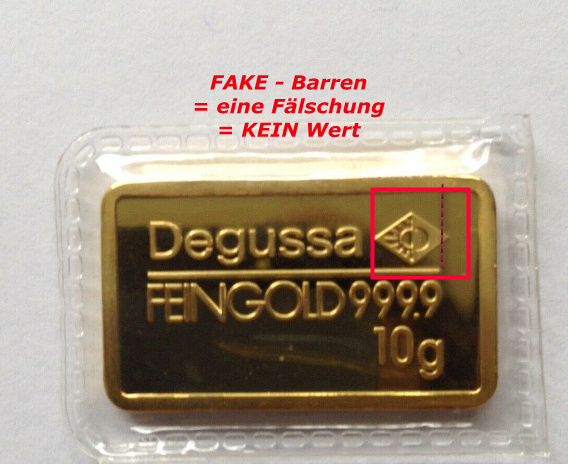 FAKE - Barren
= eine Fälschung
= KEIN Wert
Degussa
FEINGOLD 999.9
10g